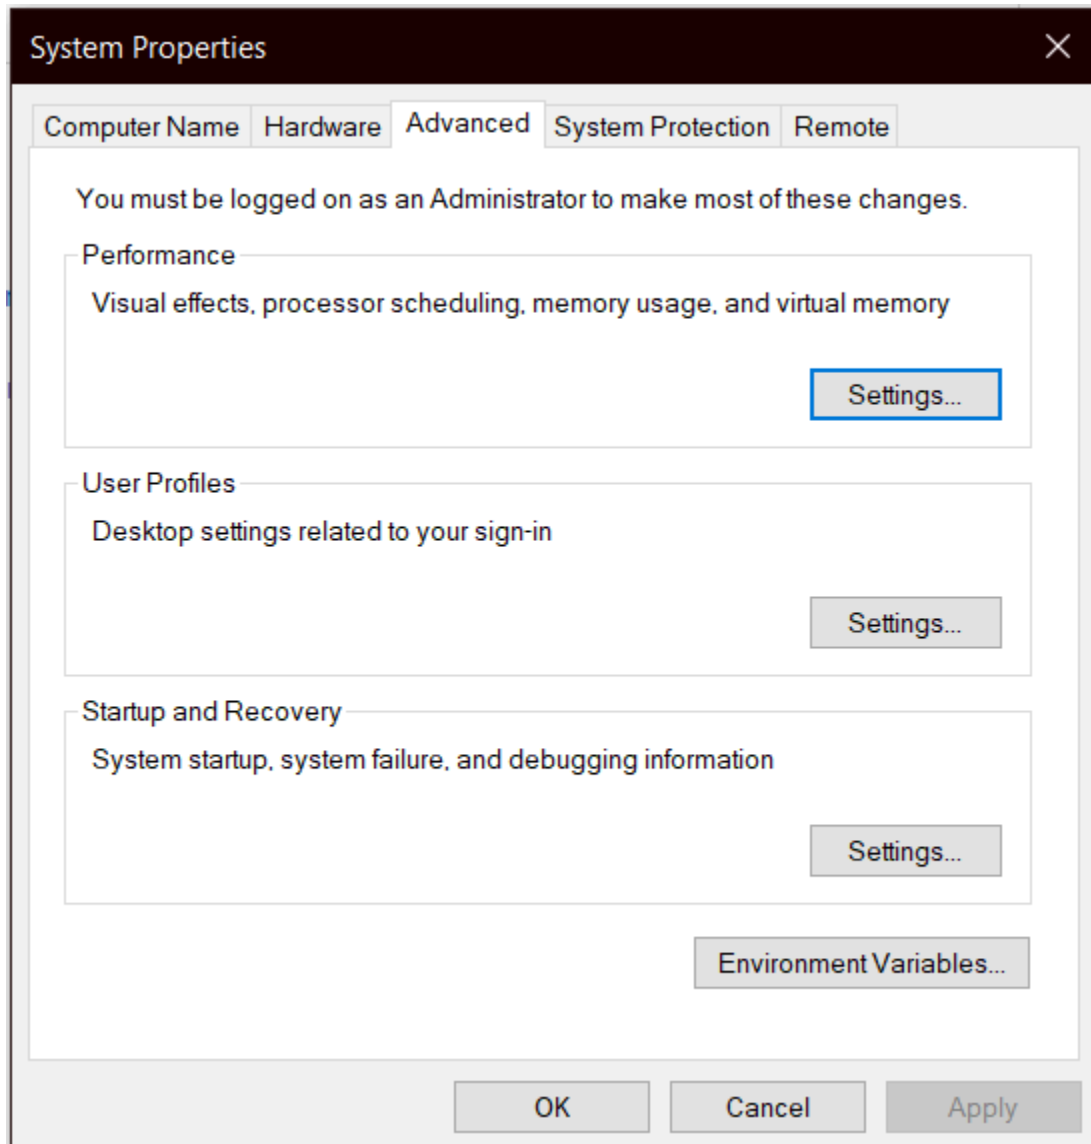 System Properties
Computer Name Hardware Advanced System Protection Remote
You must be logged on as an Administrator to make most of these changes.
Performance
Visual effects, processor scheduling, memory usage, and virtual memory
Settings...
User Profiles
Desktop settings related to your sign-in
Settings...
Startup and Recovery
System startup, system failure, and debugging information
Settings...
Environment Variables...
OK Cancel Apply